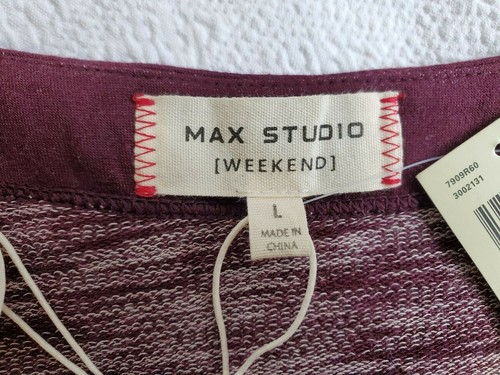 MAX STUDIO
[WEEKEND]
L
MADE IN
CHINA
7909R60
3002131